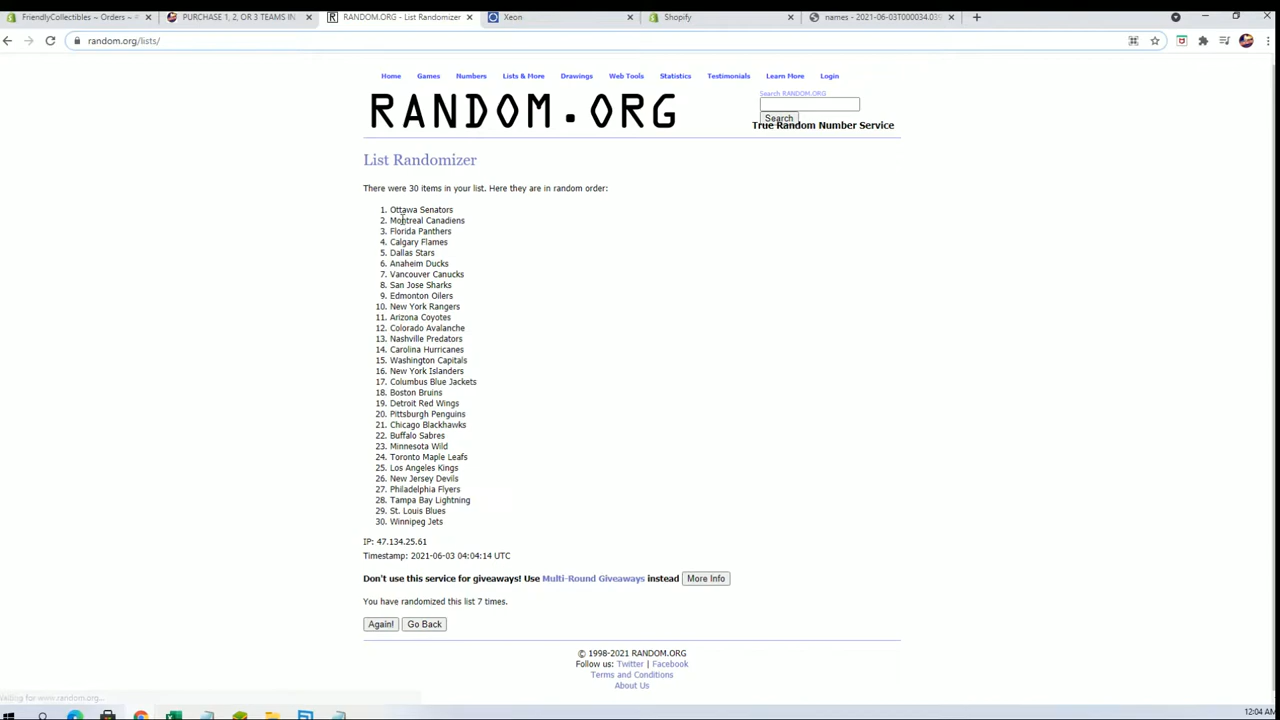 FriendlyCollectibles ~ Orders ~
PURCHASE 1, 2, OR 3 TEAMS IN
RANDOM.ORG - List Randomizer
Xeon
Shopify
names - 2021-06-03T000034.03
random.org/lists/
Home Games Numbers Lists & More Drawings Web Tools Statistics Testimonials Learn More Login
Search RANDOM.ORG
RANDOM.ORG
Search
True Random Number Service
List Randomizer
There were 30 items in your list. Here they are in random order:
1. Ottawa Senators
2. Montreal Canadiens
3. Florida Panthers
4. Calgary Flames
5. Dallas Stars
6. Anaheim Ducks
7. Vancouver Canucks
8. San Jose Sharks
9. Edmonton Oilers
10. New York Rangers
11. Arizona Coyotes
12. Colorado Avalanche
13. Nashville Predators
14. Carolina Hurricanes
15. Washington Capitals
16. New York Islanders
17. Columbus Blue Jackets
18. Boston Bruins
19. Detroit Red Wings
20. Pittsburgh Penguins
21. Chicago Blackhawks
22. Buffalo Sabres
23. Minnesota Wild
24. Toronto Maple Leafs
25. Los Angeles Kings
26. New Jersey Devils
27. Philadelphia Flyers
28. Tampa Bay Lightning
29. St. Louis Blues
30. Winnipeg Jets
IP: 47.134.25.61
Timestamp: 2021-06-03 04:04:14 UTC
Don't use this service for giveaways! Use Multi-Round Giveaways instead More Info
You have randomized this list 7 times.
Again! Go Back
© 1998-2021 RANDOM.ORG
Follow us: Twitter | Facebook
Terms and Conditions
About Us
Waiting for www.random.org...
12:04 AM